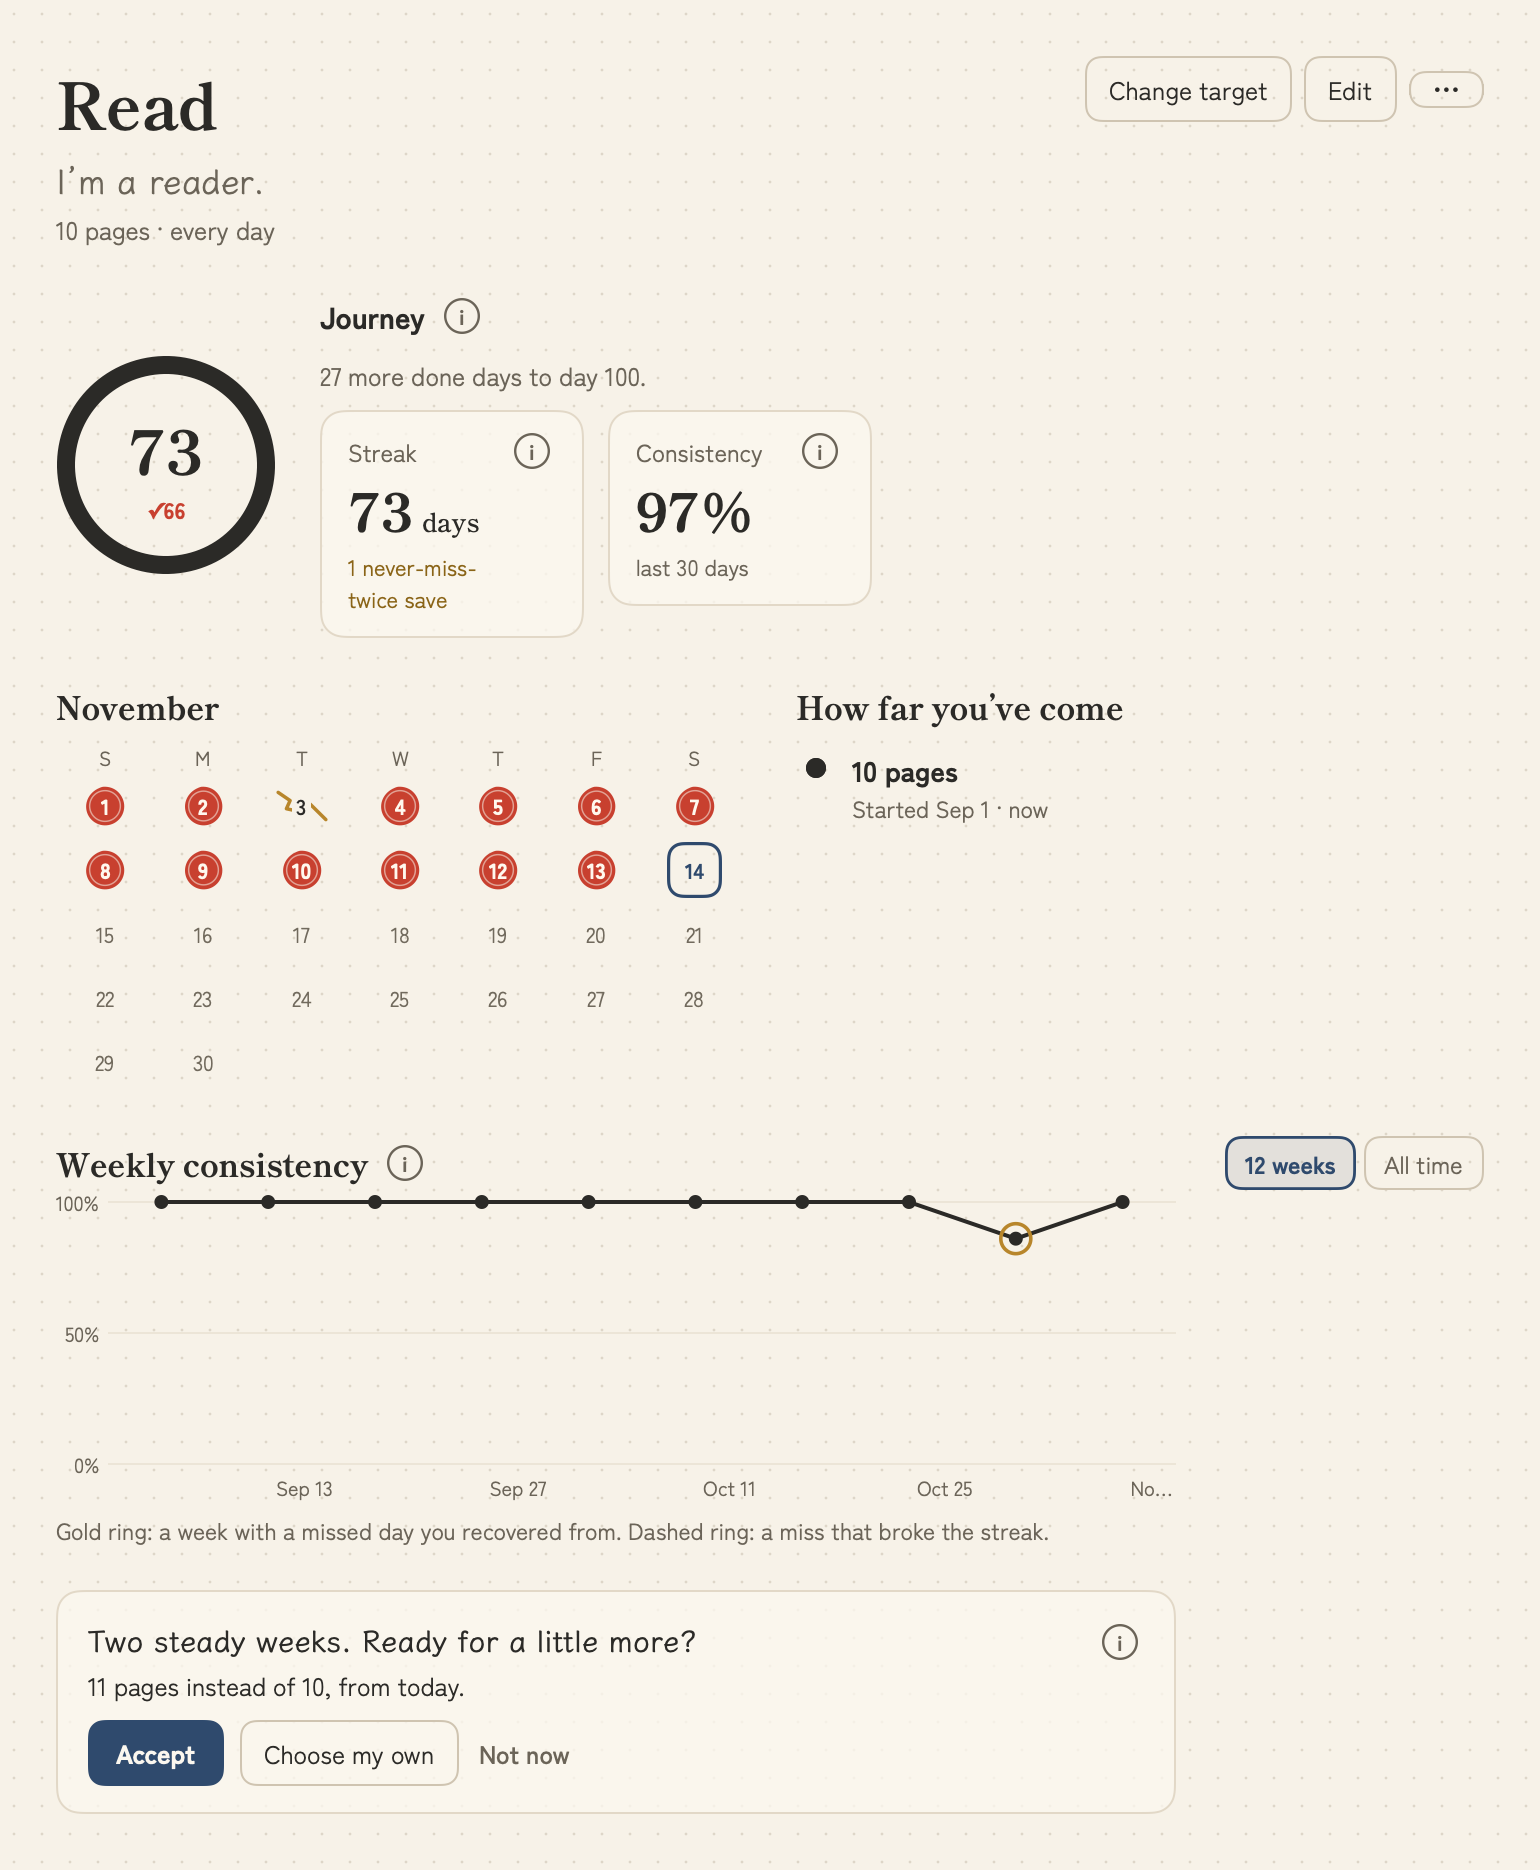 Read
Change target
Edit
...
I’m a reader.
10 pages · every day
Journey
i
27 more done days to day 100.
73
✓66
Streak
i
73 days
1 never-miss-
twice save
Consistency
i
97%
last 30 days
November
S M T W T F S
1 2 3 4 5 6 7
8 9 10 11 12 13 14
15 16 17 18 19 20 21
22 23 24 25 26 27 28
29 30
How far you’ve come
10 pages
Started Sep 1 · now
Weekly consistency
i
12 weeks
All time
100%
50%
0%
Sep 13 Sep 27 Oct 11 Oct 25 No...
Gold ring: a week with a missed day you recovered from. Dashed ring: a miss that broke the streak.
Two steady weeks. Ready for a little more?
i
11 pages instead of 10, from today.
Accept
Choose my own
Not now